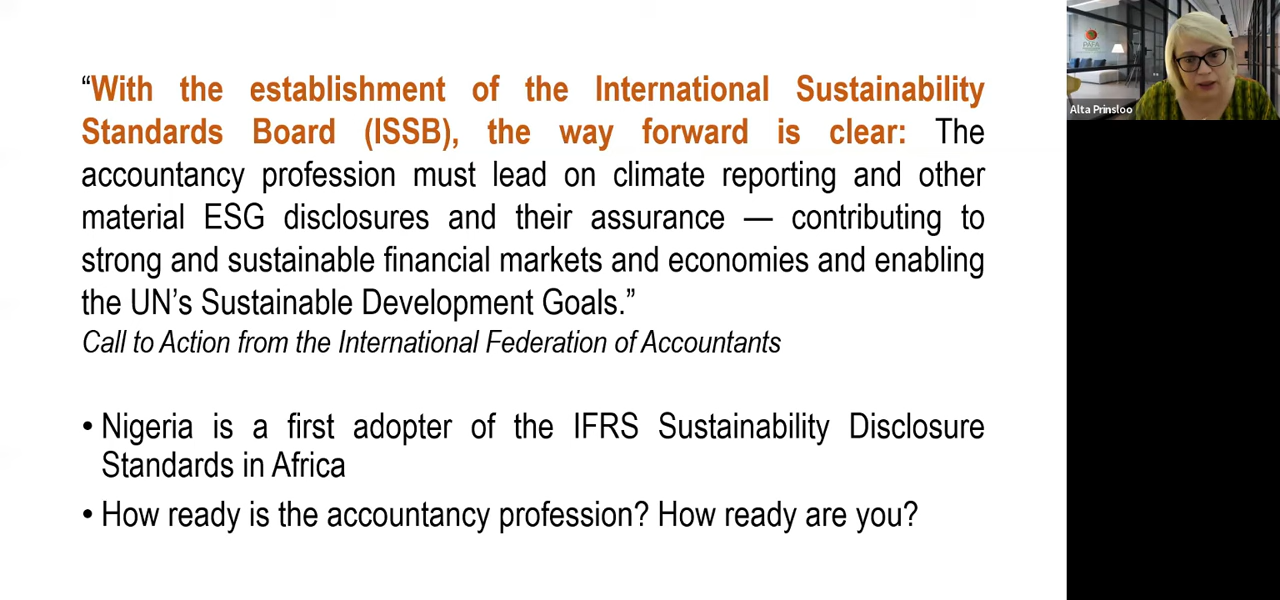 “With the establishment of the International Sustainability
Standards Board (ISSB), the way forward is clear: The
accountancy profession must lead on climate reporting and other
material ESG disclosures and their assurance — contributing to
strong and sustainable financial markets and economies and enabling
the UN’s Sustainable Development Goals.”
Call to Action from the International Federation of Accountants
• Nigeria is a first adopter of the IFRS Sustainability Disclosure
Standards in Africa
• How ready is the accountancy profession? How ready are you?
PAFA
Alta Prinsloo